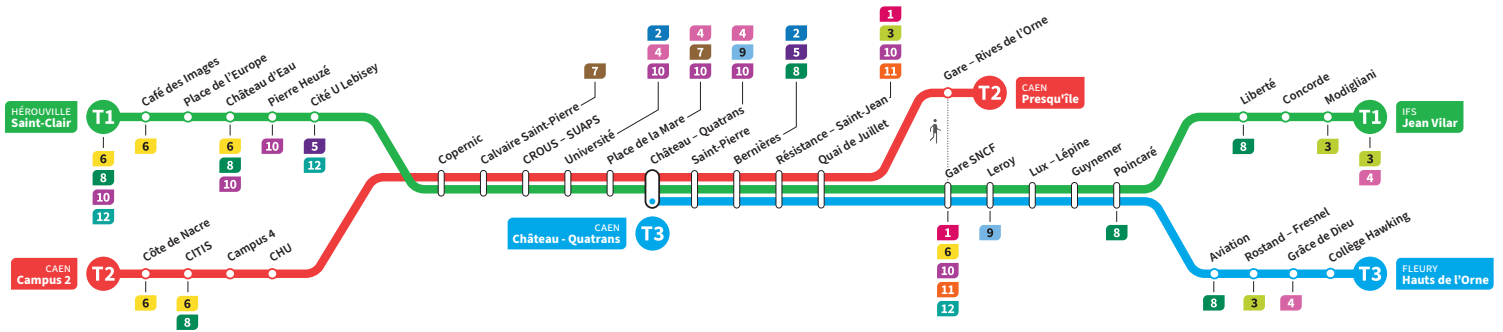 HÉROUVILLE
Saint-Clair
T1
6
8
10
12
Café des Images
6
Place de l'Europe
Château d'Eau
6
8
10
Pierre Heuzé
10
Cité U Lebisey
5
12
CAEN
Campus 2
T2
Côte de Nacre
6
CITIS
6
8
Campus 4
CHU
Copernic
Calvaire Saint-Pierre
7
CROUS – SUAPS
Université
2
4
10
Place de la Mare
4
7
10
Château – Quatrans
4
9
10
CAEN
Château - Quatrans
T3
Saint-Pierre
Bernières
2
5
8
Résistance – Saint-Jean
1
3
10
11
Quai de Juillet
Gare – Rives de l'Orne
T2
CAEN
Presqu'île
Gare SNCF
1
6
10
11
12
Leroy
9
Lux – Lépine
Guynemer
Poincaré
8
Liberté
8
Concorde
Modigliani
3
T1
IFS
Jean Vilar
3
4
Aviation
8
Rostand – Fresnel
3
Grâce de Dieu
4
Collège Hawking
T3
FLEURY
Hauts de l'Orne